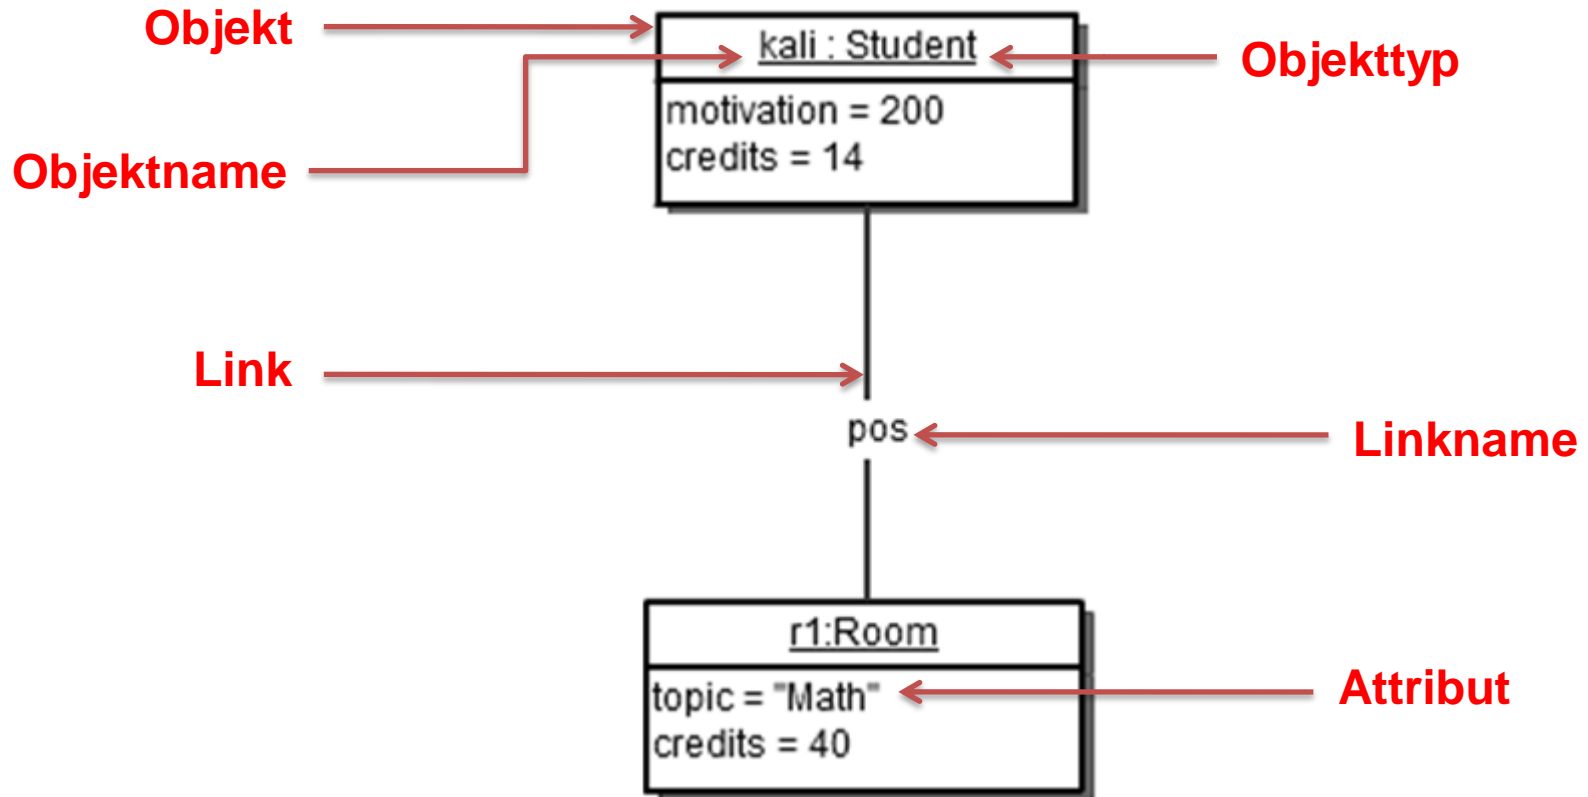 Objekt
kali : Student
Objekttyp
motivation = 200
credits = 14
Objektname
Link
pos
Linkname
r1:Room
topic = "Math"
Attribut
credits = 40